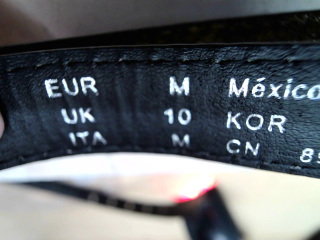 EUR M México
UK 10 KOR
ITA M CN